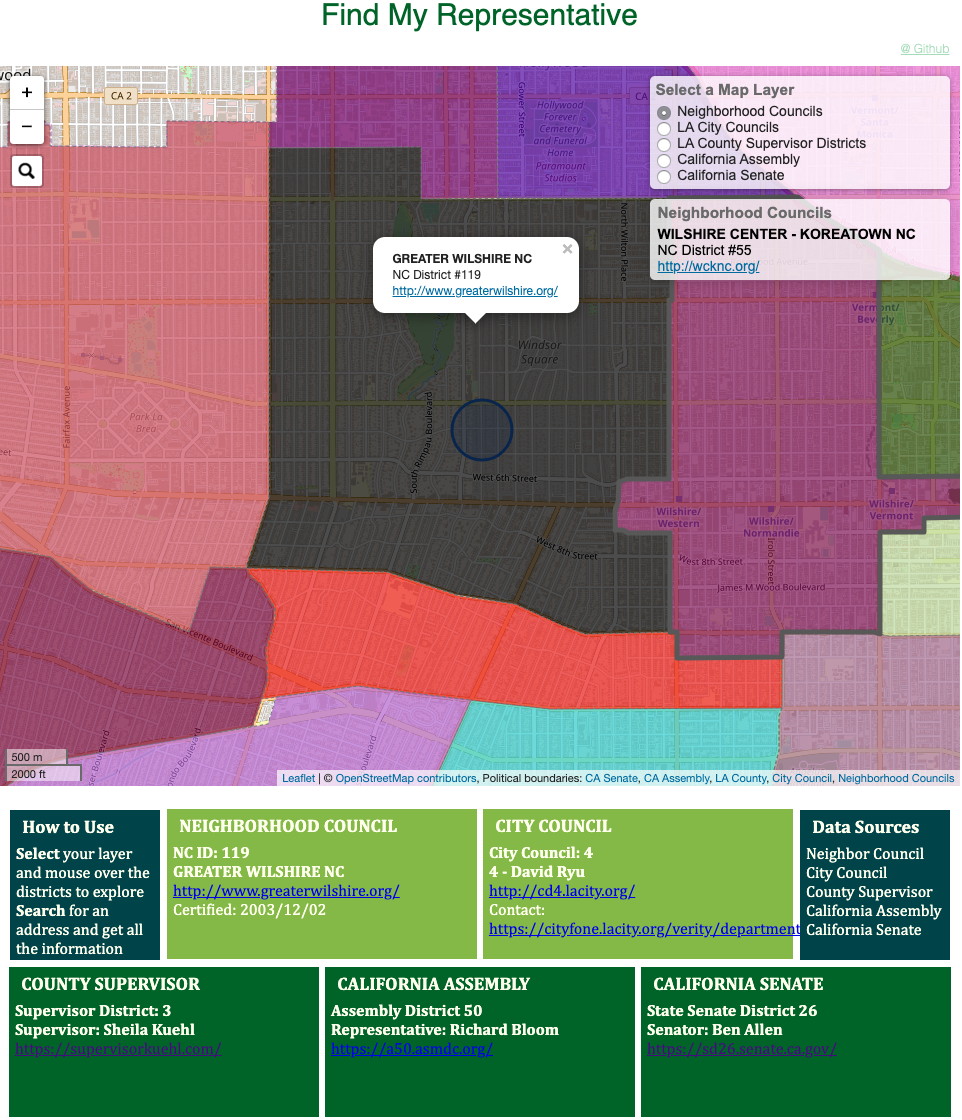 Find My Representative
@ Github
wood
+
−
CA 2
CA
Gower Street
Hollywood
Forever
Cemetery
and Funeral
Home
Paramount
Studios
Select a Map Layer
Neighborhood Councils
LA City Councils
LA County Supervisor Districts
California Assembly
California Senate
Neighborhood Councils
WILSHIRE CENTER - KOREATOWN NC
NC District #55
http://wcknc.org/
North Wilton Place
GREATER WILSHIRE NC
×
NC District #119
http://www.greaterwilshire.org/
Vermont/
Beverly
Windsor
Square
Fairfax Avenue
Park La
Brea
South Rimpau Boulevard
West 6th Street
Wilshire/
Western
Wilshire/
Normandie
Wilshire/
Vermont
West 8th Street
West 8th Street
Irolo Street
James M Wood Boulevard
San Vicente Boulevard
500 m
2000 ft
Leaflet | © OpenStreetMap contributors, Political boundaries: CA Senate, CA Assembly, LA County, City Council, Neighborhood Councils
How to Use
Select your layer
and mouse over the
districts to explore
Search for an
address and get all
the information
NEIGHBORHOOD COUNCIL
NC ID: 119
GREATER WILSHIRE NC
http://www.greaterwilshire.org/
Certified: 2003/12/02
CITY COUNCIL
City Council: 4
4 - David Ryu
http://cd4.lacity.org/
Contact:
https://cityfone.lacity.org/verity/department
Data Sources
Neighbor Council
City Council
County Supervisor
California Assembly
California Senate
COUNTY SUPERVISOR
Supervisor District: 3
Supervisor: Sheila Kuehl
https://supervisorkuehl.com/
CALIFORNIA ASSEMBLY
Assembly District 50
Representative: Richard Bloom
https://a50.asmdc.org/
CALIFORNIA SENATE
State Senate District 26
Senator: Ben Allen
https://sd26.senate.ca.gov/